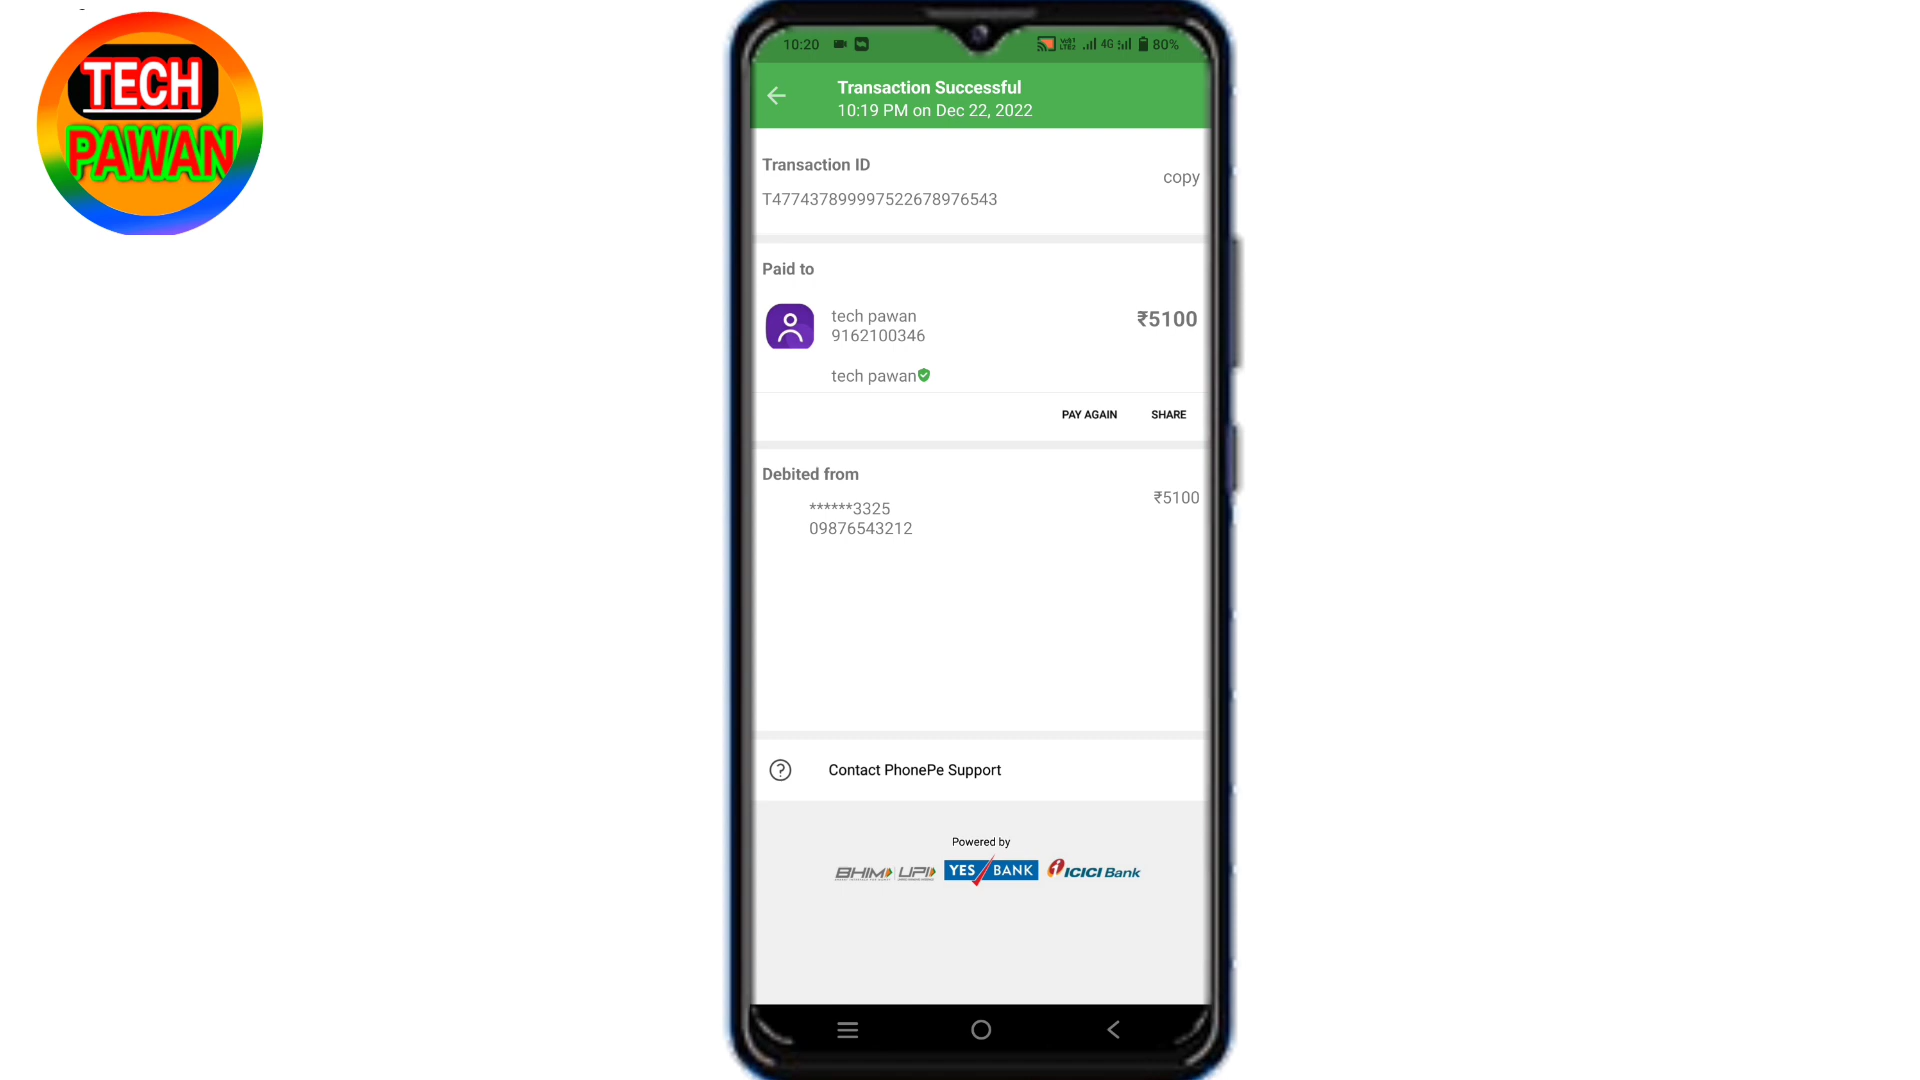 TECH
PAWAN
10:20
4G
80%
Transaction Successful
10:19 PM on Dec 22, 2022
Transaction ID
copy
T477437899997522678976543
Paid to
tech pawan
₹5100
9162100346
tech pawan
PAY AGAIN SHARE
Debited from
₹5100
******3325
09876543212
Contact PhonePe Support
Powered by
BHIM UPI YES BANK ICICI Bank